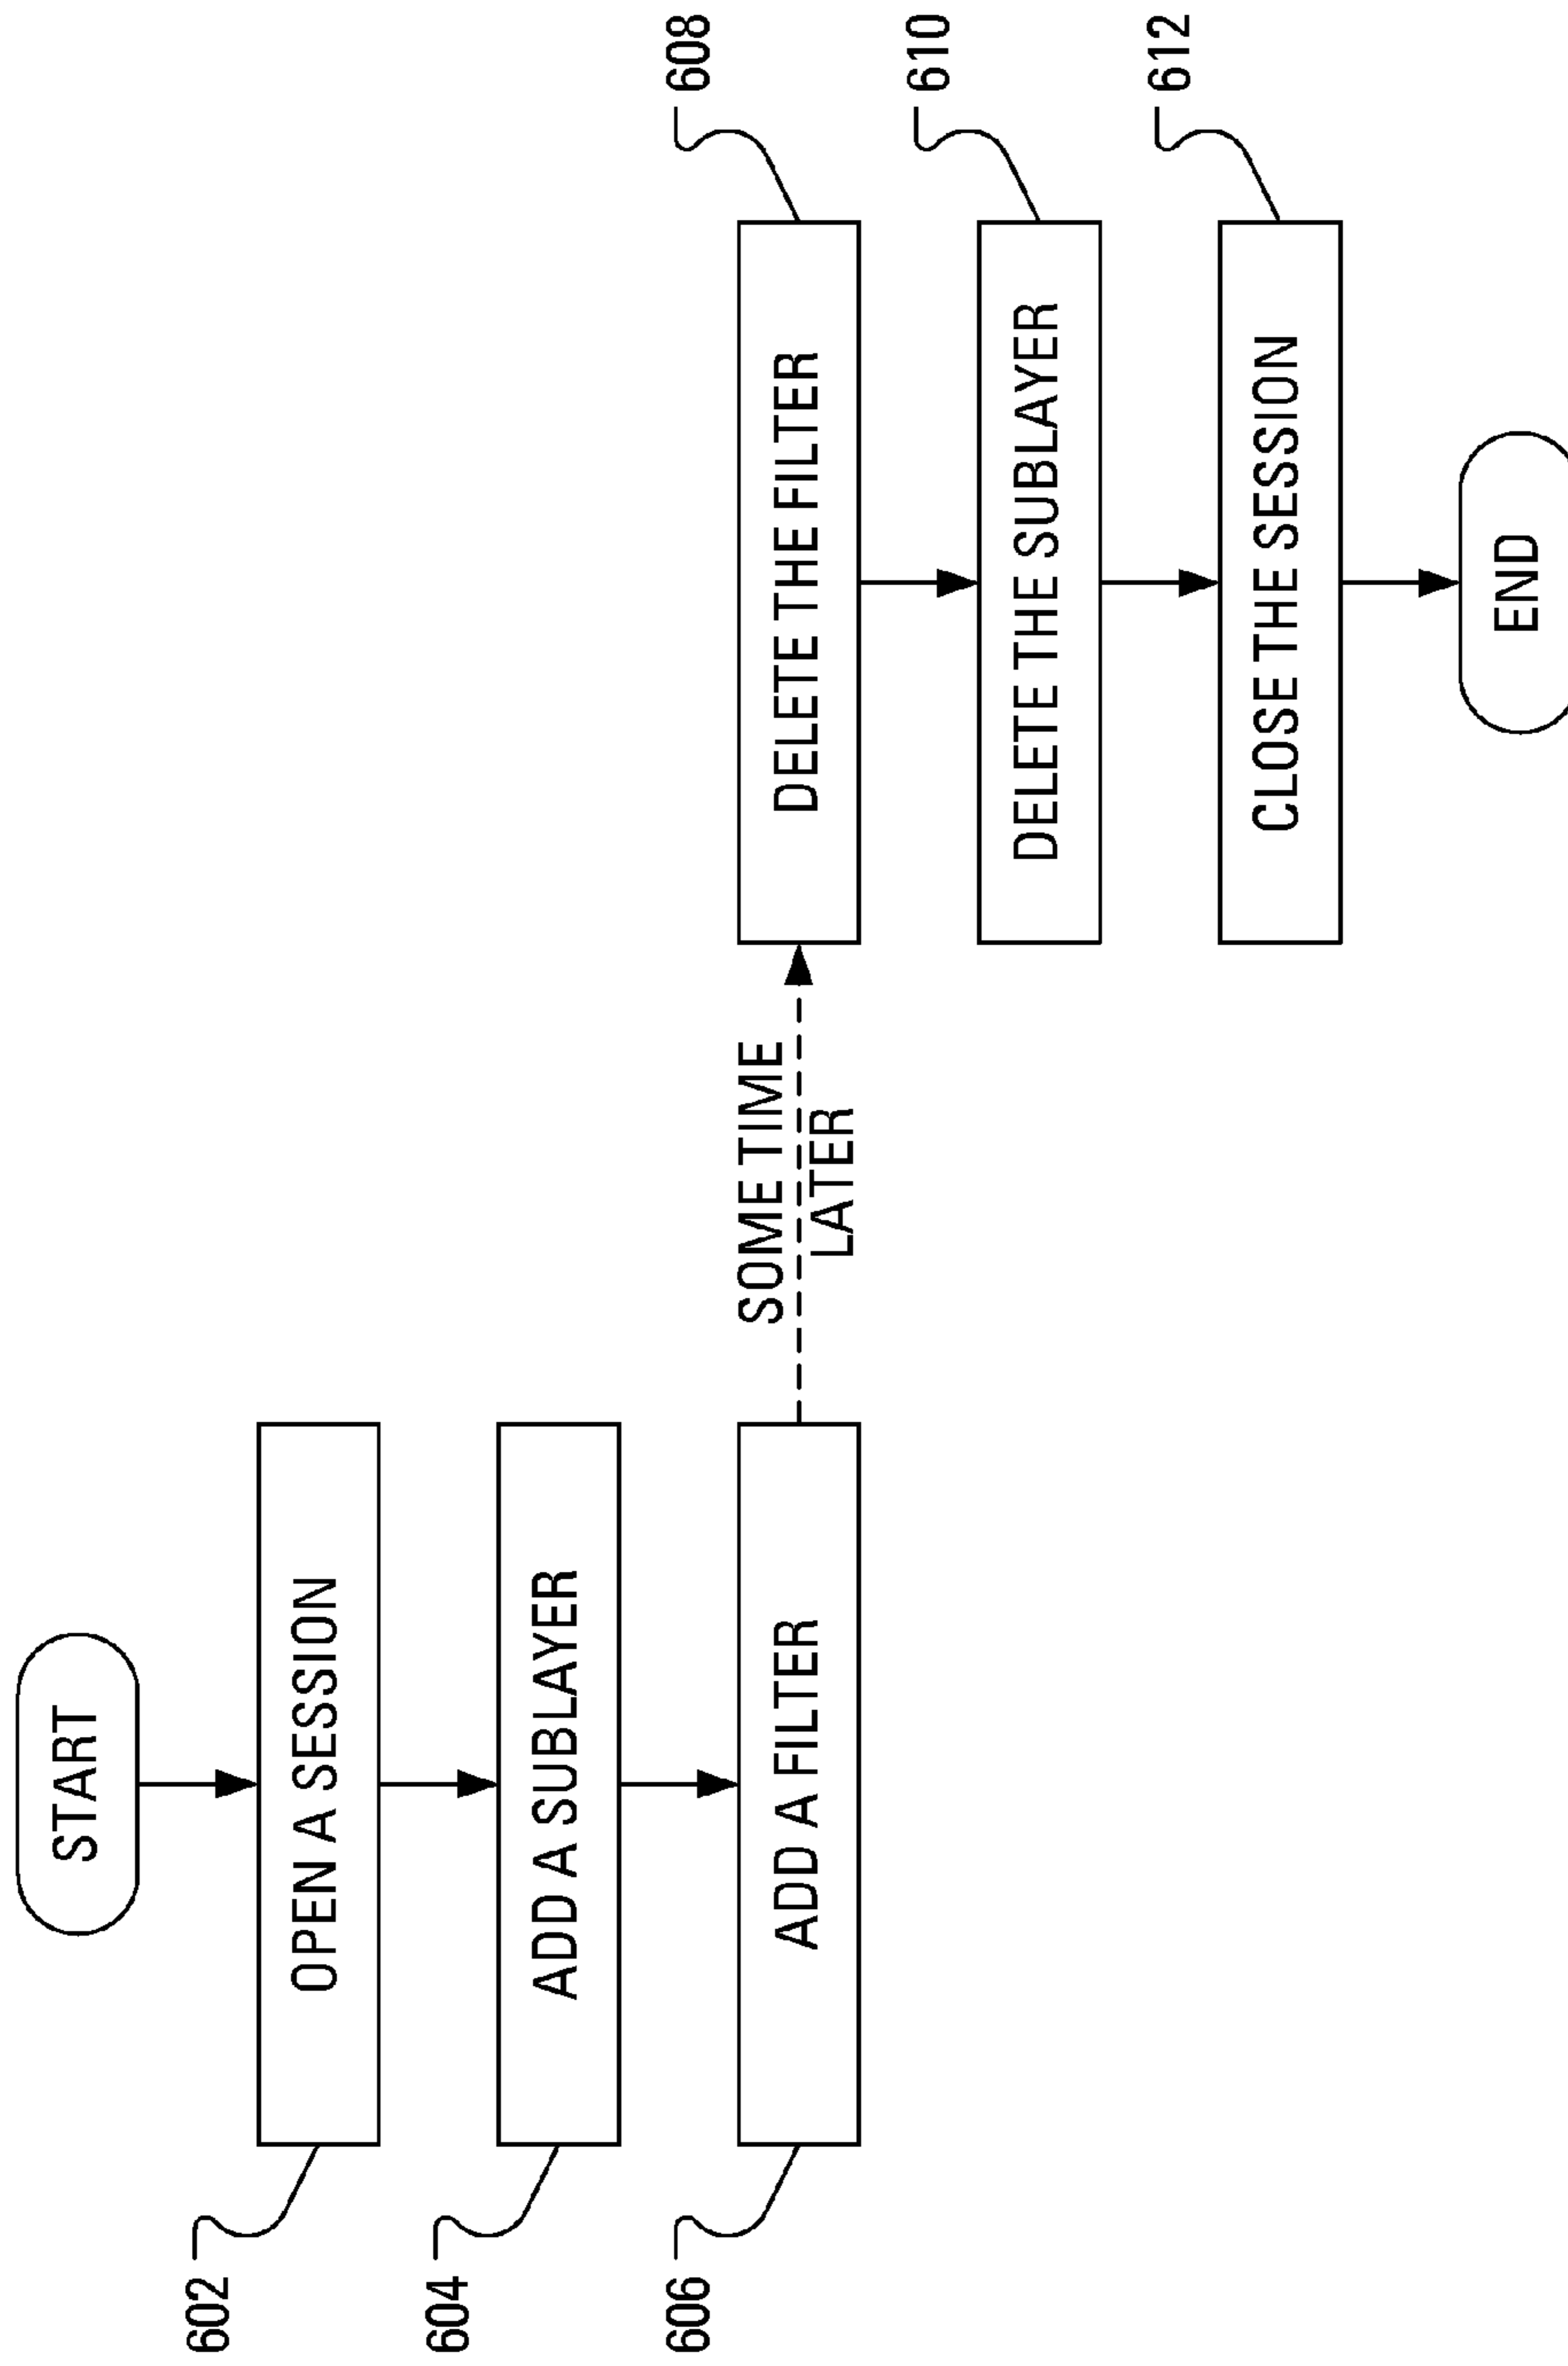 START
602
OPEN A SESSION
604
ADD A SUBLAYER
606
ADD A FILTER
SOME TIME
LATER
608
DELETE THE FILTER
610
DELETE THE SUBLAYER
612
CLOSE THE SESSION
END